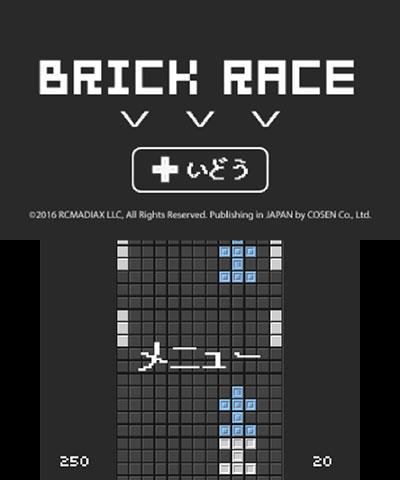 BRICK RACE
いどう
©2016 RCMADIAX LLC, All Rights Reserved. Publishing in JAPAN by COSEN Co., Ltd.
メニュー
250
20